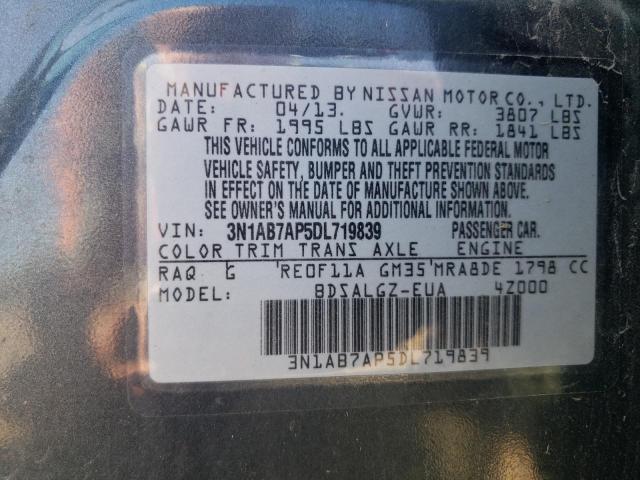 MANUFACTURED BY NISSAN MOTOR CO., LTD.
DATE: 04/13. GVWR: 3807 LBS
GAWR FR: 1995 LBS GAWR RR: 1841 LBS
THIS VEHICLE CONFORMS TO ALL APPLICABLE FEDERAL MOTOR
VEHICLE SAFETY, BUMPER AND THEFT PREVENTION STANDARDS
IN EFFECT ON THE DATE OF MANUFACTURE SHOWN ABOVE.
SEE OWNER'S MANUAL FOR ADDITIONAL INFORMATION.
VIN: 3N1AB7AP5DL719839 PASSENGER CAR.
COLOR TRIM TRANS AXLE ENGINE
RAQ G 'RE0F11A GM35'MRA8DE 1798 CC
MODEL: BDSALGZ-EUA 4Z000
3N1AB7AP5DL719839